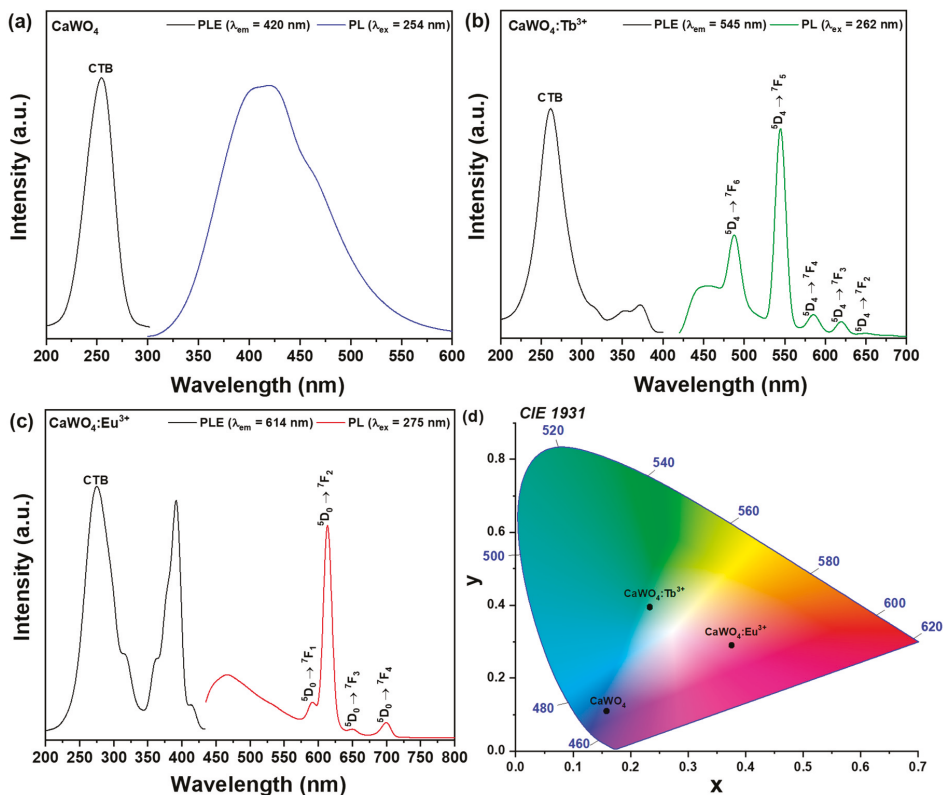 (a)
CaWO₄
PLE (λem = 420 nm) PL (λex = 254 nm)
CTB
Intensity (a.u.)
200 250 300 350 400 450 500 550 600
Wavelength (nm)
(b)
CaWO₄:Tb³⁺
PLE (λem = 545 nm) PL (λex = 262 nm)
CTB
⁵D₄→⁷F₆
⁵D₄→⁷F₅
⁵D₄→⁷F₄
⁵D₄→⁷F₃
⁵D₄→⁷F₂
Intensity (a.u.)
200 250 300 350 400 450 500 550 600 650 700
Wavelength (nm)
(c)
CaWO₄:Eu³⁺
PLE (λem = 614 nm) PL (λex = 275 nm)
CTB
⁵D₀→⁷F₁
⁵D₀→⁷F₂
⁵D₀→⁷F₃
⁵D₀→⁷F₄
Intensity (a.u.)
200 250 300 350 400 450 500 550 600 650 700 750 800
Wavelength (nm)
(d)
CIE 1931
520
540
560
580
600
620
500
480
460
CaWO₄:Tb³⁺
CaWO₄:Eu³⁺
CaWO₄
y
0.8
0.6
0.4
0.2
0.0
0.0 0.1 0.2 0.3 0.4 0.5 0.6 0.7
x